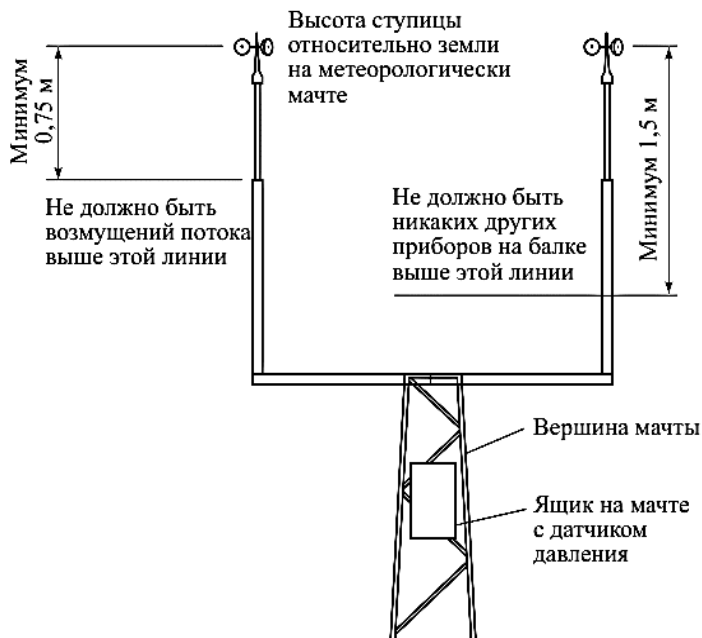 Высота ступицы
относительно земли
на метеорологически
мачте
Минимум
0,75 м
Минимум 1,5 м
Не должно быть
возмущений потока
выше этой линии
Не должно быть
никаких других
приборов на балке
выше этой линии
Вершина мачты
Ящик на мачте
с датчиком
давления